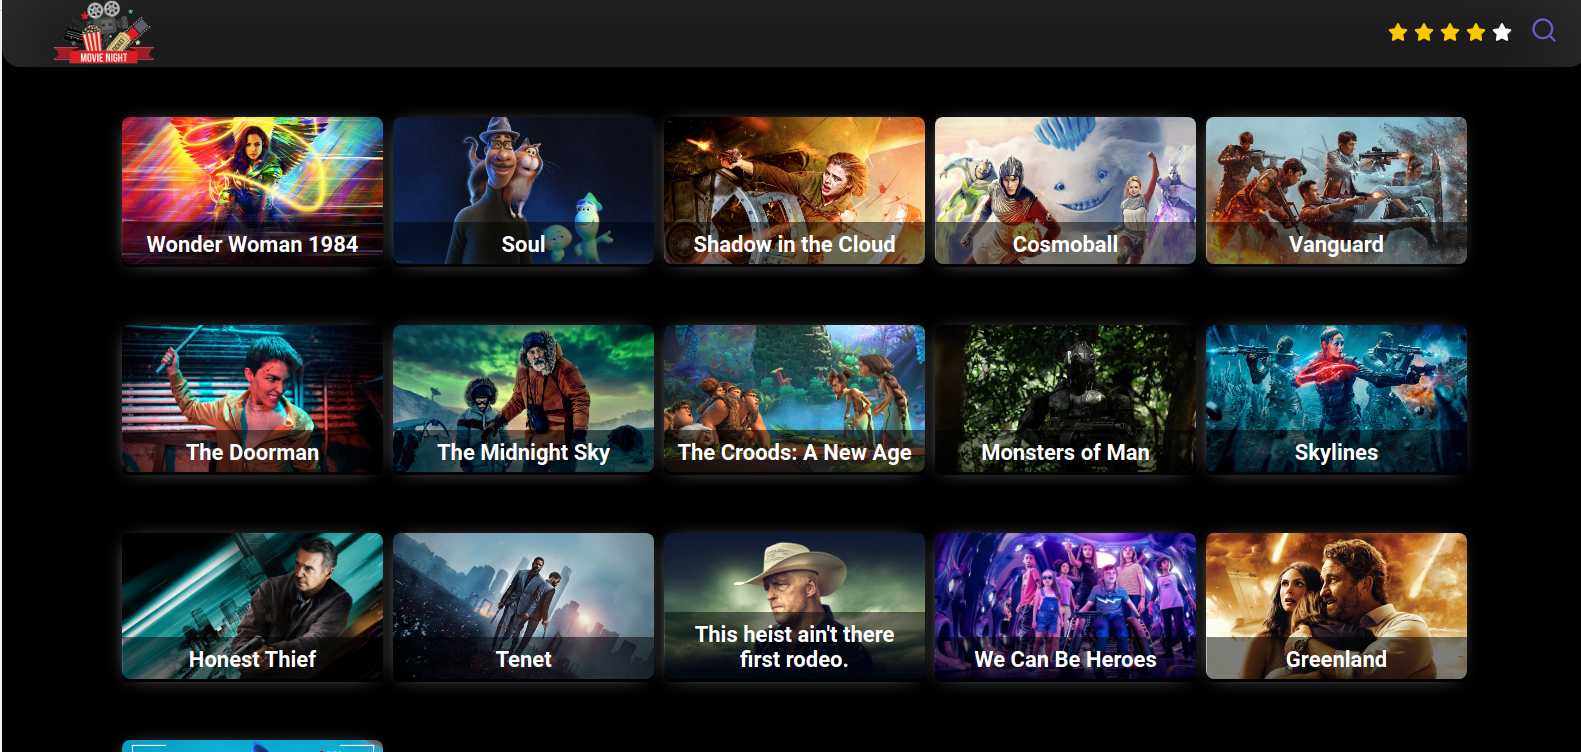 TICKET
MOVIE NIGHT
Wonder Woman 1984
Soul
Shadow in the Cloud
Cosmoball
Vanguard
The Doorman
The Midnight Sky
The Croods: A New Age
Monsters of Man
Skylines
Honest Thief
Tenet
This heist ain't there
first rodeo.
We Can Be Heroes
Greenland